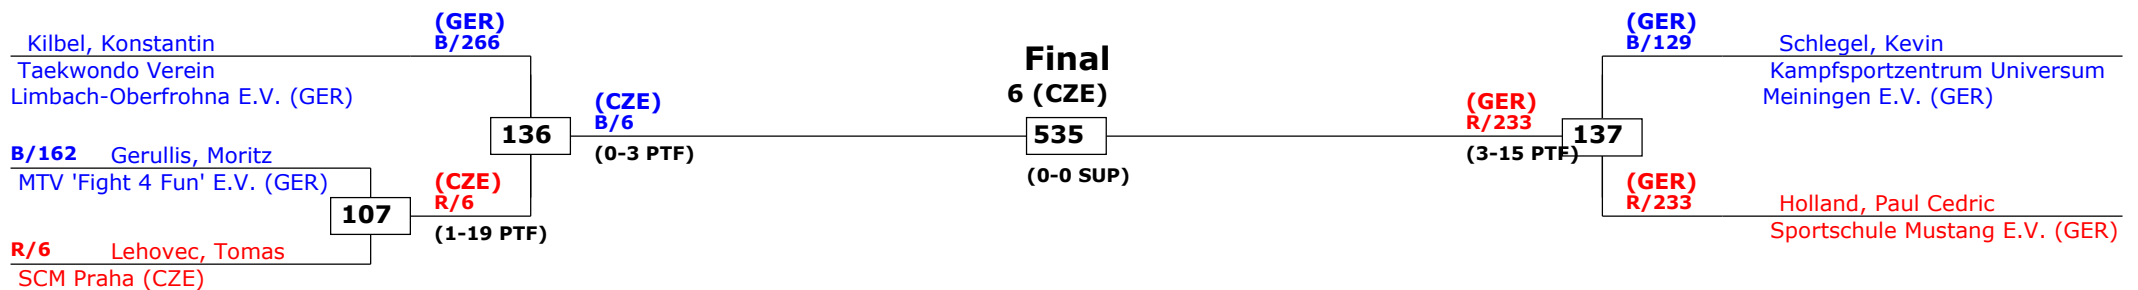 (GER)
B/266
Kilbel, Konstantin
Taekwondo Verein
Limbach-Oberfrohna E.V. (GER)
B/162 Gerullis, Moritz
MTV 'Fight 4 Fun' E.V. (GER)
107
R/6 Lehovec, Tomas
SCM Praha (CZE)
(CZE)
R/6
(1-19 PTF)
136
(CZE)
B/6
(0-3 PTF)
Final
6 (CZE)
535
(0-0 SUP)
(GER)
R/233
(3-15 PTF)
137
(GER)
B/129
Schlegel, Kevin
Kampfsportzentrum Universum
Meiningen E.V. (GER)
(GER)
R/233
Holland, Paul Cedric
Sportschule Mustang E.V. (GER)